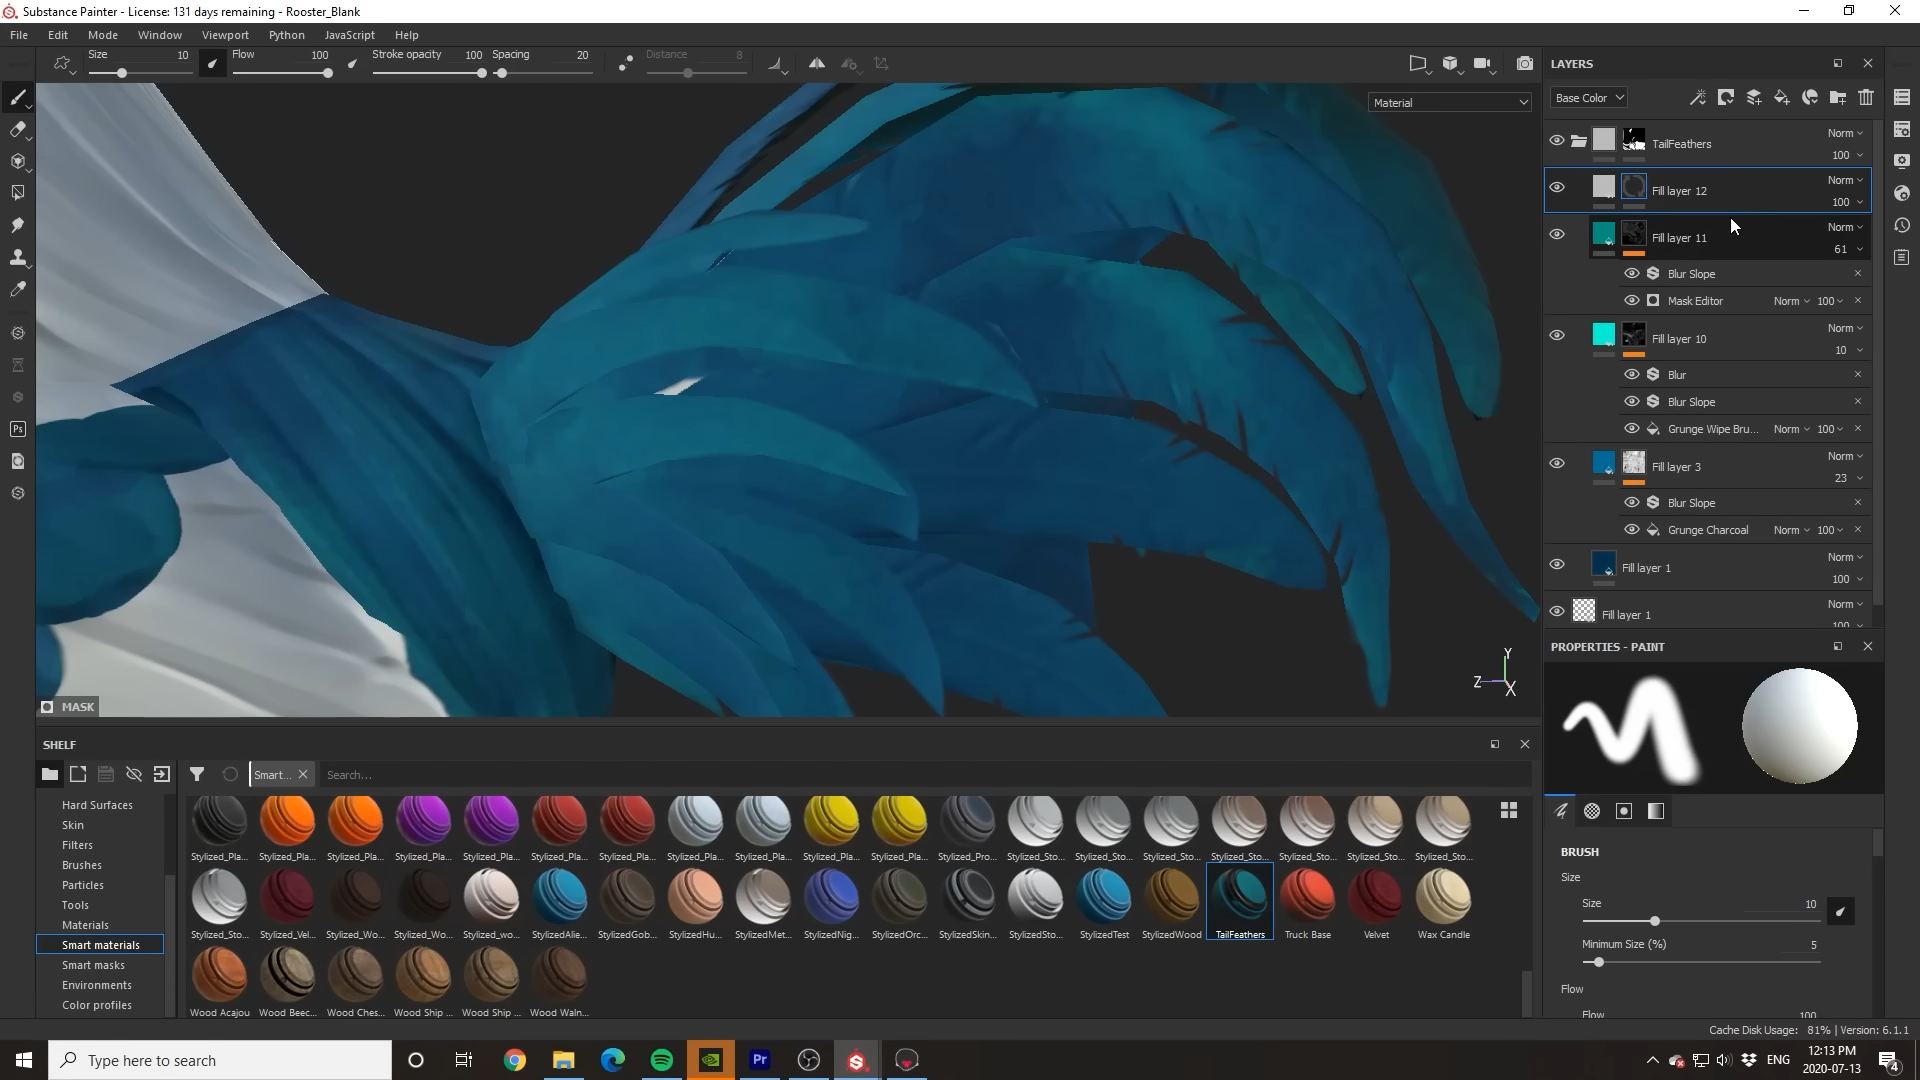 Substance Painter - License: 131 days remaining - Rooster_Blank
File Edit Mode Window Viewport Python JavaScript Help
Size 10 Flow 100 Stroke opacity 100 Spacing 20 Distance 8
Material
MASK
Y
Z X
LAYERS
Base Color
TailFeathers Norm 100
Fill layer 12 Norm 100
Fill layer 11 Norm 61
Blur Slope
Mask Editor Norm 100
Fill layer 10 Norm 10
Blur
Blur Slope
Grunge Wipe Bru... Norm 100
Fill layer 3 Norm 23
Blur Slope
Grunge Charcoal Norm 100
Fill layer 1 Norm 100
Fill layer 1 Norm 100
PROPERTIES - PAINT
BRUSH
Size
Size 10
Minimum Size (%) 5
Flow
Flow 100
SHELF
Smart... Search...
Hard Surfaces
Skin
Filters
Brushes
Particles
Tools
Materials
Smart materials
Smart masks
Environments
Color profiles
Stylized_Pla... Stylized_Pla... Stylized_Pla... Stylized_Pla... Stylized_Pla... Stylized_Pla... Stylized_Pla... Stylized_Pla... Stylized_Pla... Stylized_Pla... Stylized_Pla... Stylized_Pro... Stylized_Sto... Stylized_Sto... Stylized_Sto... Stylized_Sto... Stylized_Sto... Stylized_Sto... Stylized_Sto...
Stylized_Sto... Stylized_Vel... Stylized_Wo... Stylized_Wo... Stylized_wo... StylizedAlie... StylizedGob... StylizedHu... StylizedMet... StylizedNig... StylizedOrc... StylizedSkin... StylizedSto... StylizedTest StylizedWood TailFeathers Truck Base Velvet Wax Candle
Wood Acajou Wood Beec... Wood Ches... Wood Ship ... Wood Ship ... Wood Waln...
Cache Disk Usage: 81% | Version: 6.1.1
Ps
Type here to search
Pr
ENG
12:13 PM
2020-07-13
4